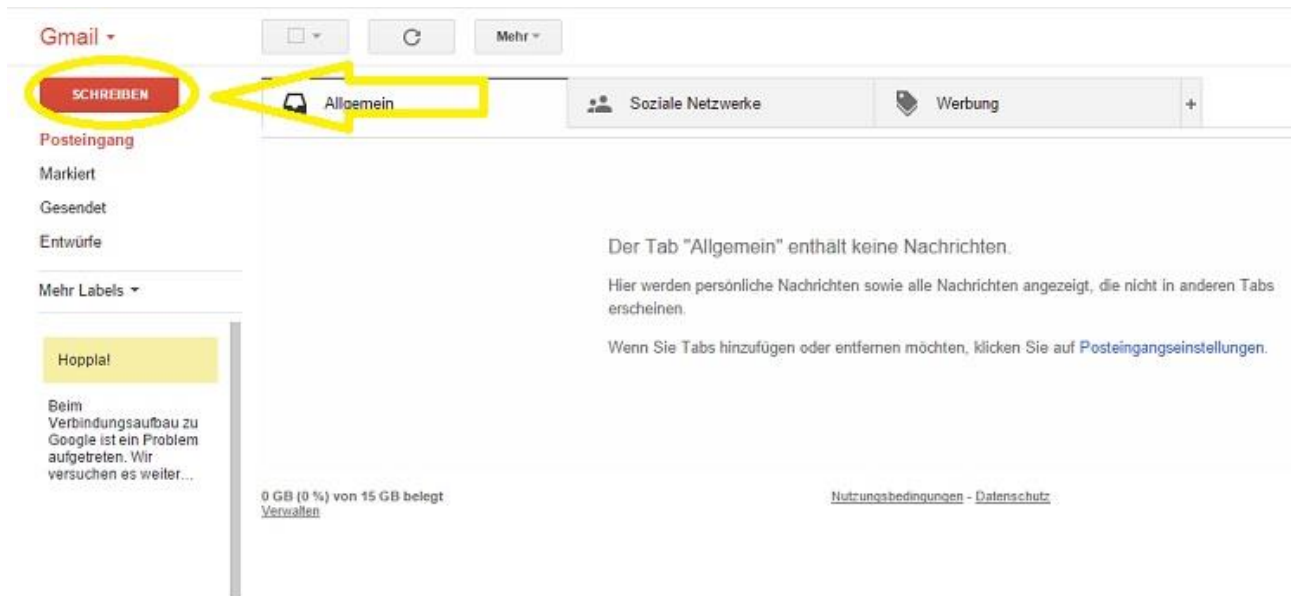 Gmail
Mehr
SCHREIBEN
Allgemein
Soziale Netzwerke
Werbung
+
Posteingang
Markiert
Gesendet
Entwürfe
Mehr Labels
Der Tab "Allgemein" enthält keine Nachrichten.
Hier werden persönliche Nachrichten sowie alle Nachrichten angezeigt, die nicht in anderen Tabs
erscheinen.
Wenn Sie Tabs hinzufügen oder entfernen möchten, klicken Sie auf Posteingangseinstellungen.
Hoppla!
Beim
Verbindungsaufbau zu
Google ist ein Problem
aufgetreten. Wir
versuchen es weiter...
0 GB (0 %) von 15 GB belegt
Verwalten
Nutzungsbedingungen - Datenschutz